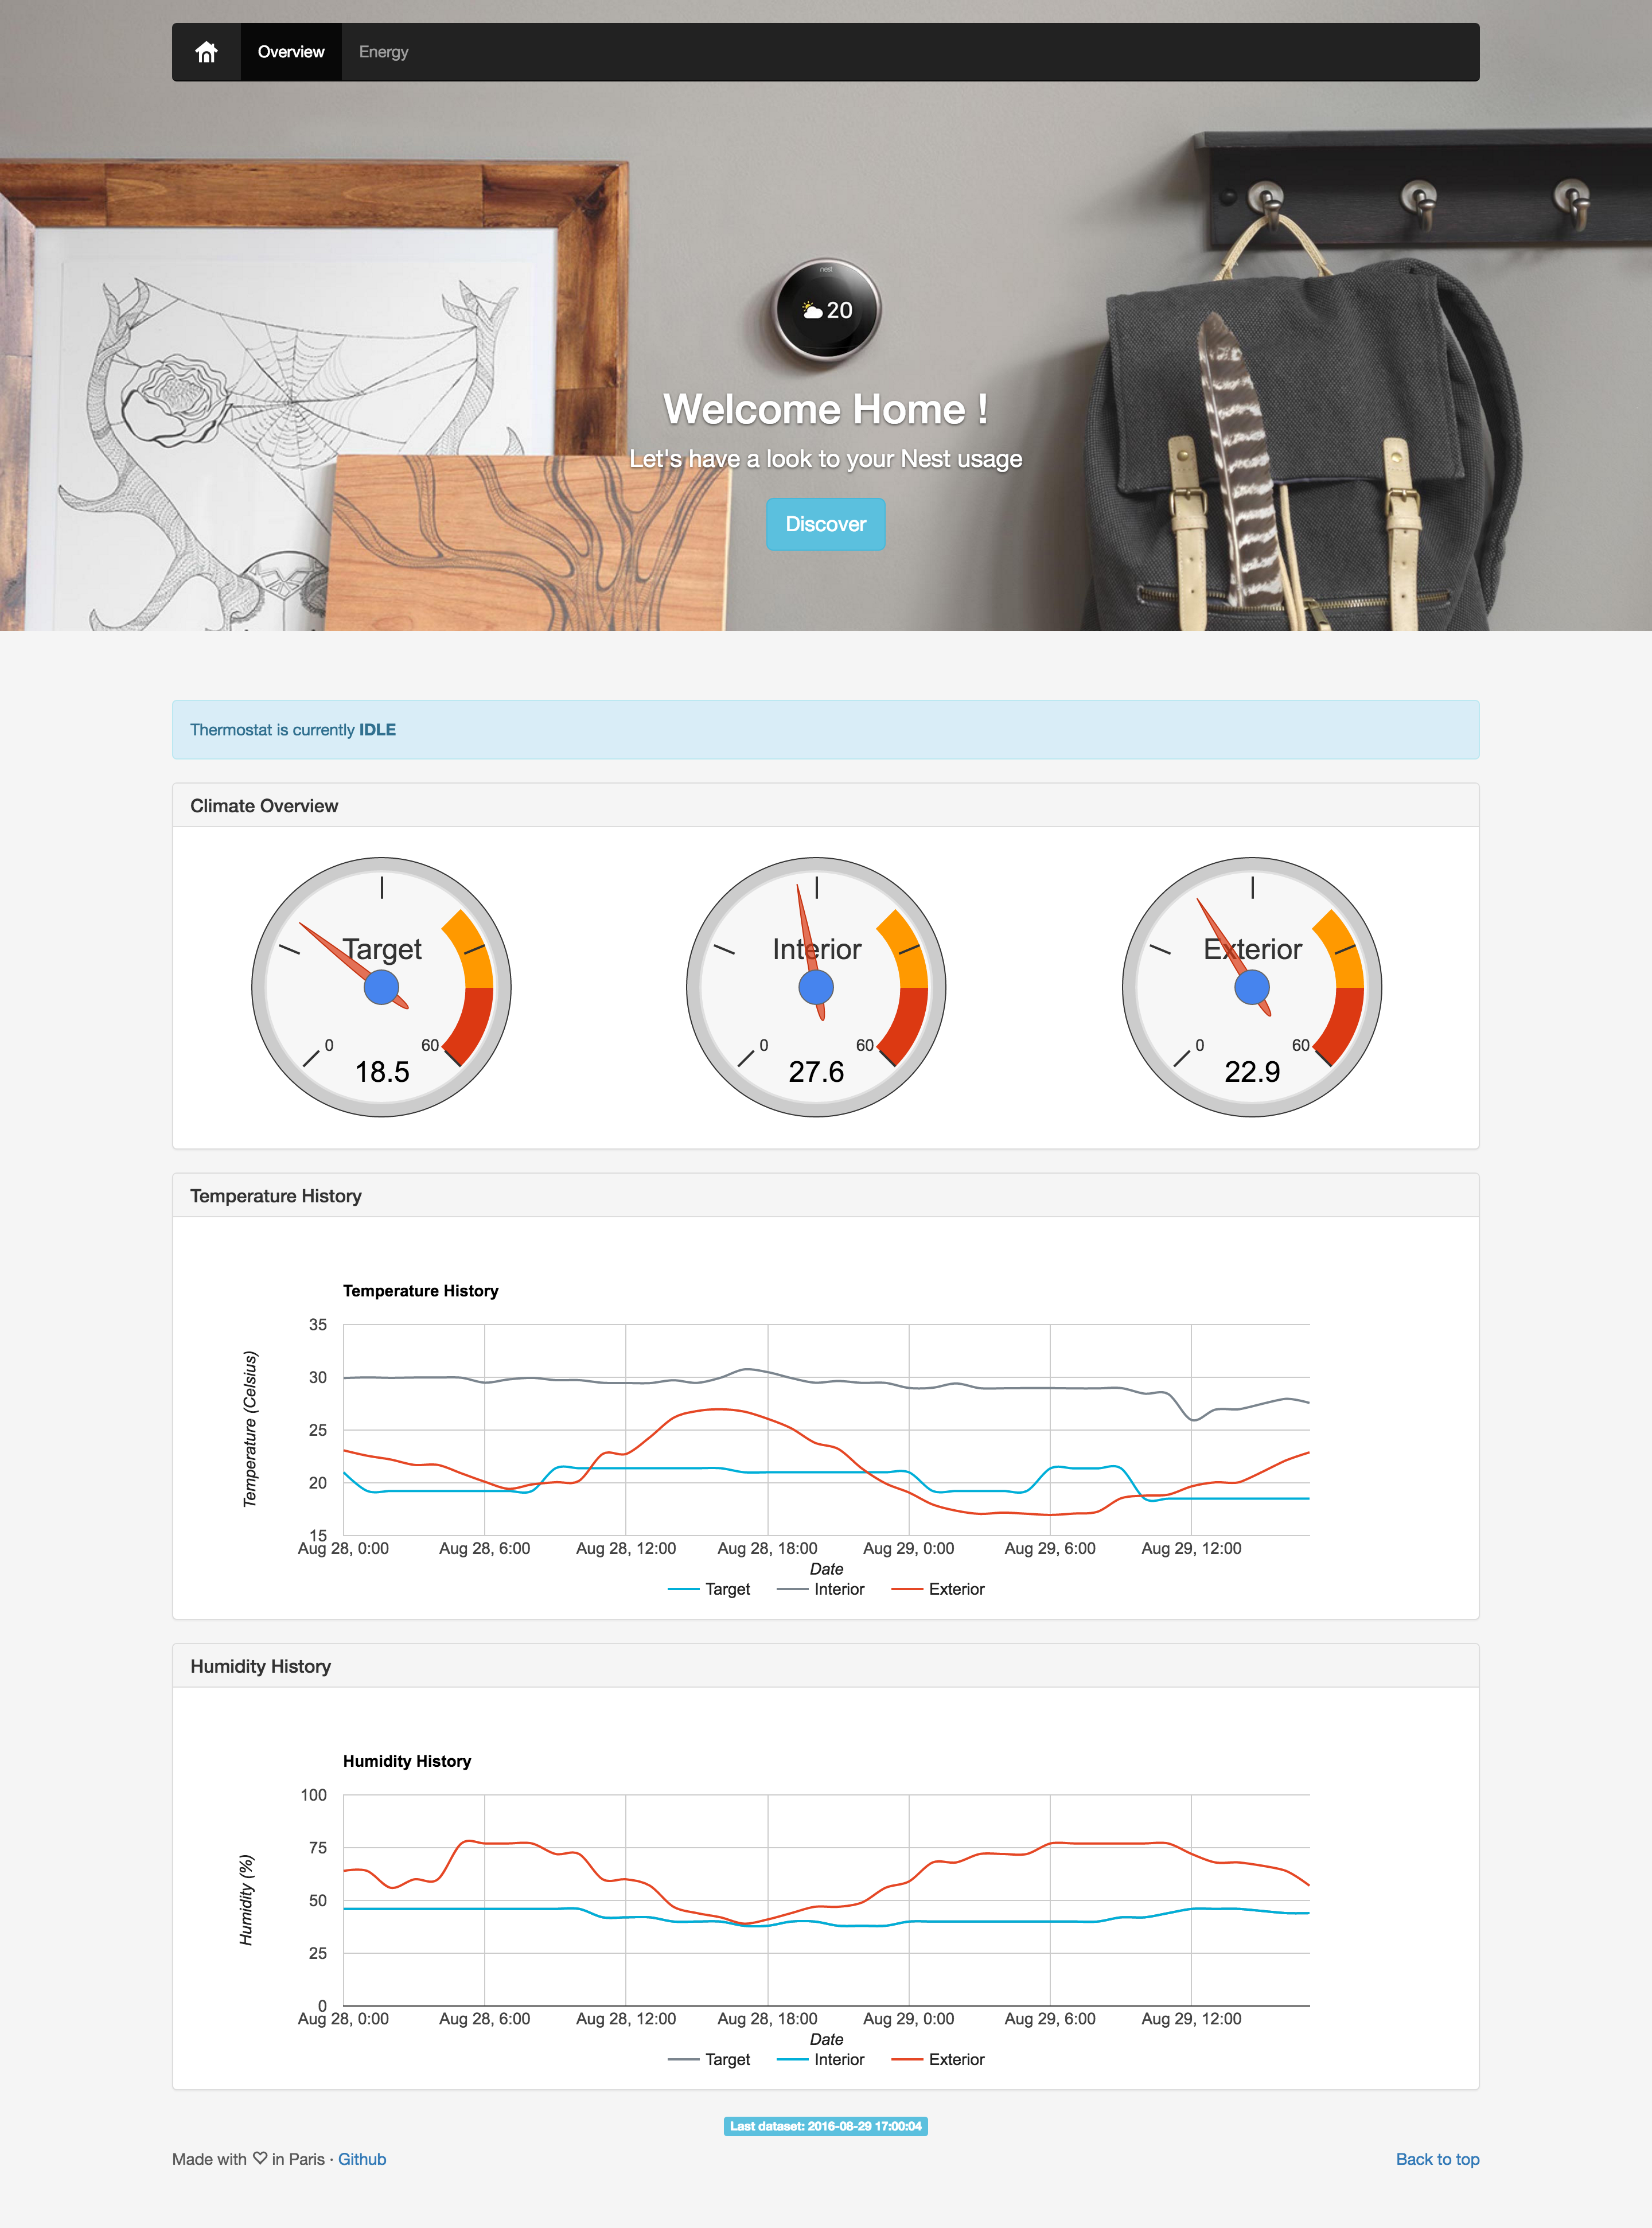 Overview Energy
nest
20
Welcome Home !
Let's have a look to your Nest usage
Discover
Thermostat is currently IDLE
Climate Overview
Target Interior Exterior
0 60 0 60 0 60
18.5 27.6 22.9
Temperature History
Temperature History
35
30
25
20
15
Temperature (Celsius)
Aug 28, 0:00 Aug 28, 6:00 Aug 28, 12:00 Aug 28, 18:00 Aug 29, 0:00 Aug 29, 6:00 Aug 29, 12:00
Date
Target Interior Exterior
Humidity History
Humidity History
100
75
50
25
0
Humidity (%)
Aug 28, 0:00 Aug 28, 6:00 Aug 28, 12:00 Aug 28, 18:00 Aug 29, 0:00 Aug 29, 6:00 Aug 29, 12:00
Date
Target Interior Exterior
Last dataset: 2016-08-29 17:00:04
Made with ♡ in Paris · Github Back to top